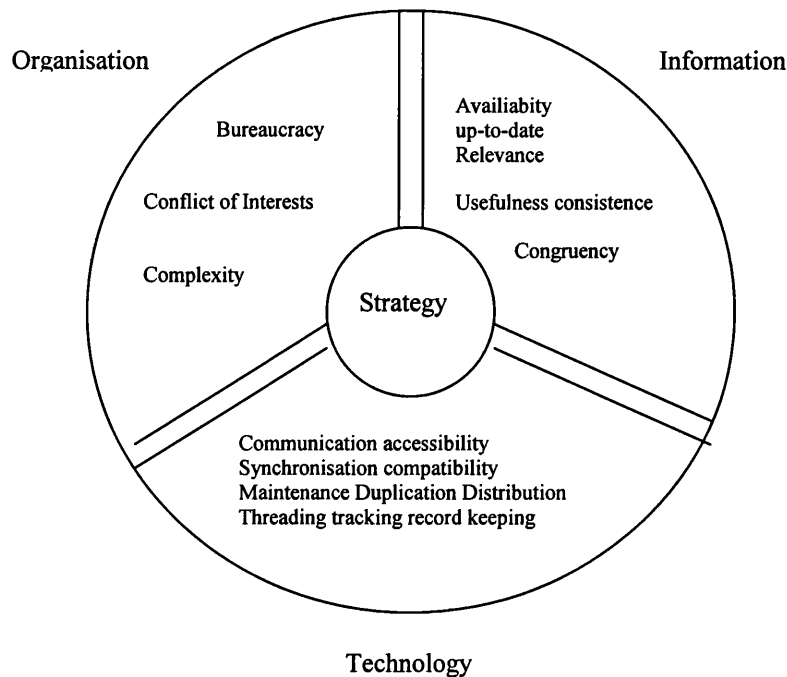 Organisation
Information
Bureaucracy
Conflict of Interests
Complexity
Availiabity
up-to-date
Relevance
Usefulness consistence
Congruency
Strategy
Communication accessibility
Synchronisation compatibility
Maintenance Duplication Distribution
Threading tracking record keeping
Technology